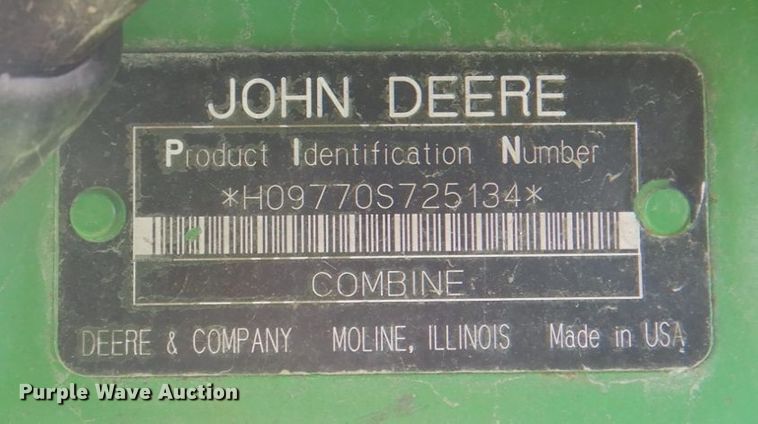 JOHN DEERE
Product Identification Number
*H09770S725134*
COMBINE
DEERE & COMPANY MOLINE, ILLINOIS Made in USA
Purple Wave Auction